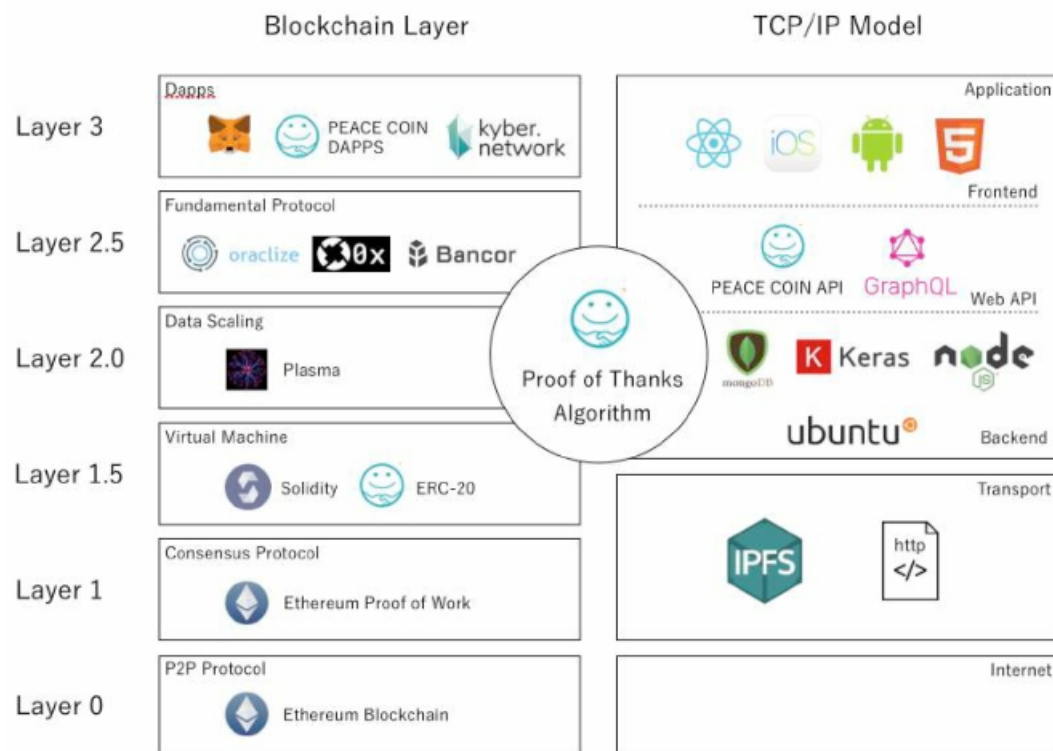 Blockchain Layer
TCP/IP Model
Layer 3
Dapps
PEACE COIN
DAPPS
kyber.
network
Application
iOS
5
Frontend
Layer 2.5
Fundamental Protocol
oraclize
0x
Bancor
PEACE COIN API
GraphQL
Web API
Layer 2.0
Data Scaling
Plasma
Proof of Thanks
Algorithm
mongoDB
K Keras
node
JS
ubuntu
Backend
Layer 1.5
Virtual Machine
Solidity
ERC-20
Transport
IPFS
http
</>
Layer 1
Consensus Protocol
Ethereum Proof of Work
Layer 0
P2P Protocol
Ethereum Blockchain
Internet